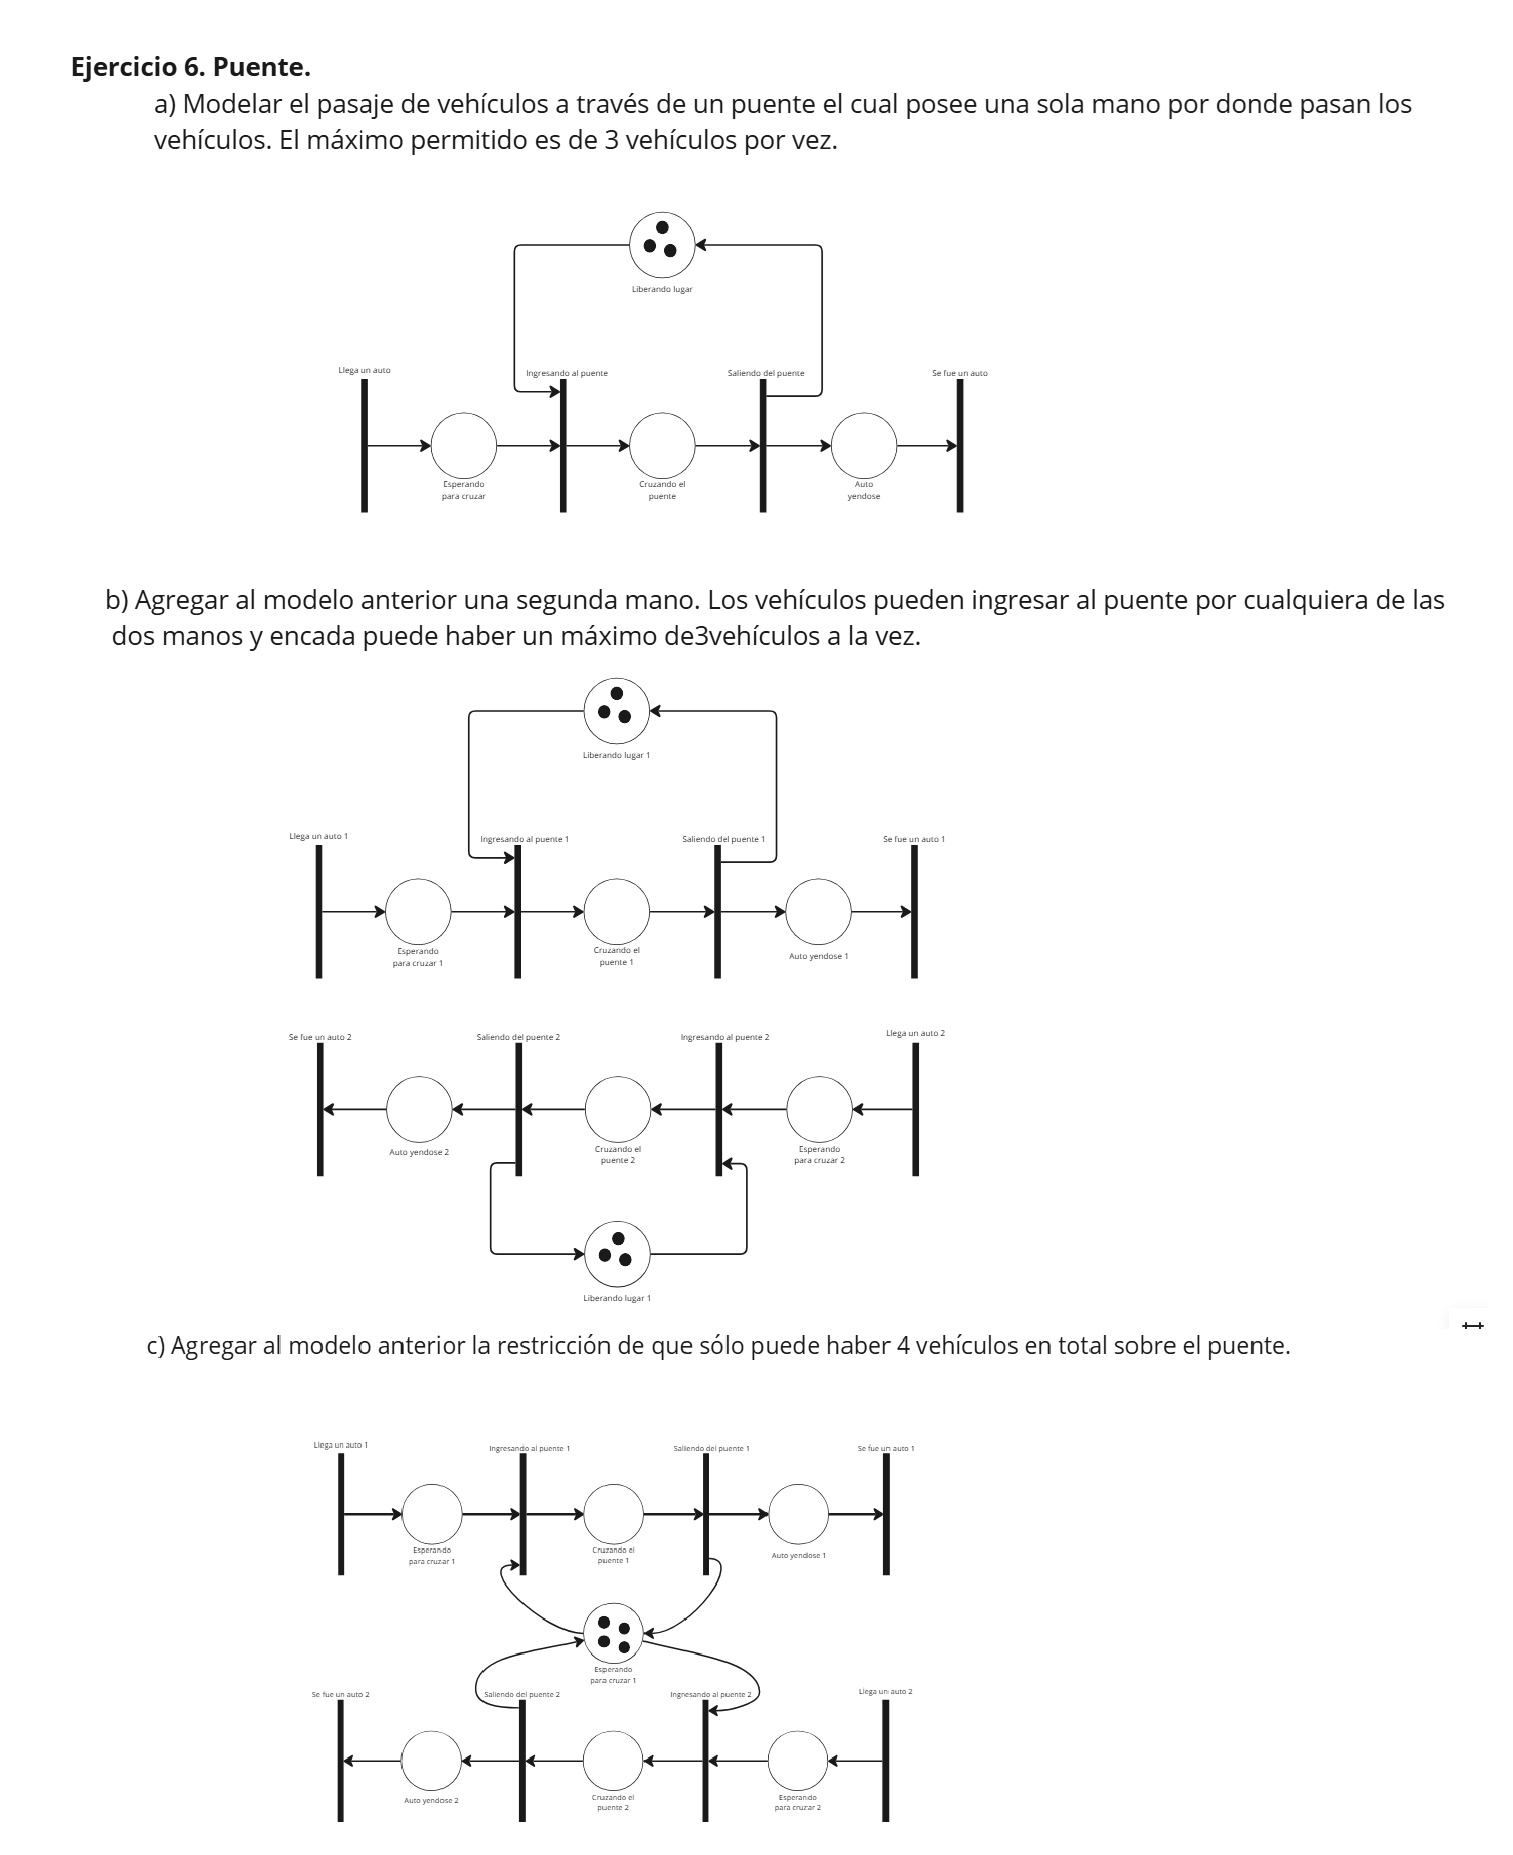 Ejercicio 6. Puente.
a) Modelar el pasaje de vehículos a través de un puente el cual posee una sola mano por donde pasan los
vehículos. El máximo permitido es de 3 vehículos por vez.
Liberando lugar
Llega un auto
Ingresando al puente
Saliendo del puente
Se fue un auto
Esperando
para cruzar
Cruzando el
puente
Auto
yendose
b) Agregar al modelo anterior una segunda mano. Los vehículos pueden ingresar al puente por cualquiera de las
dos manos y encada puede haber un máximo de3vehículos a la vez.
Liberando lugar 1
Llega un auto 1
Ingresando al puente 1
Saliendo del puente 1
Se fue un auto 1
Esperando
para cruzar 1
Cruzando el
puente 1
Auto yendose 1
Se fue un auto 2
Saliendo del puente 2
Ingresando al puente 2
Llega un auto 2
Auto yendose 2
Cruzando el
puente 2
Esperando
para cruzar 2
Liberando lugar 1
c) Agregar al modelo anterior la restricción de que sólo puede haber 4 vehículos en total sobre el puente.
Llega un auto 1
Ingresando al puente 1
Saliendo del puente 1
Se fue un auto 1
Esperando
para cruzar 1
Cruzando el
puente 1
Auto yendose 1
Esperando
para cruzar 1
Se fue un auto 2
Saliendo del puente 2
Ingresando al puente 2
Llega un auto 2
Auto yendose 2
Cruzando el
puente 2
Esperando
para cruzar 2